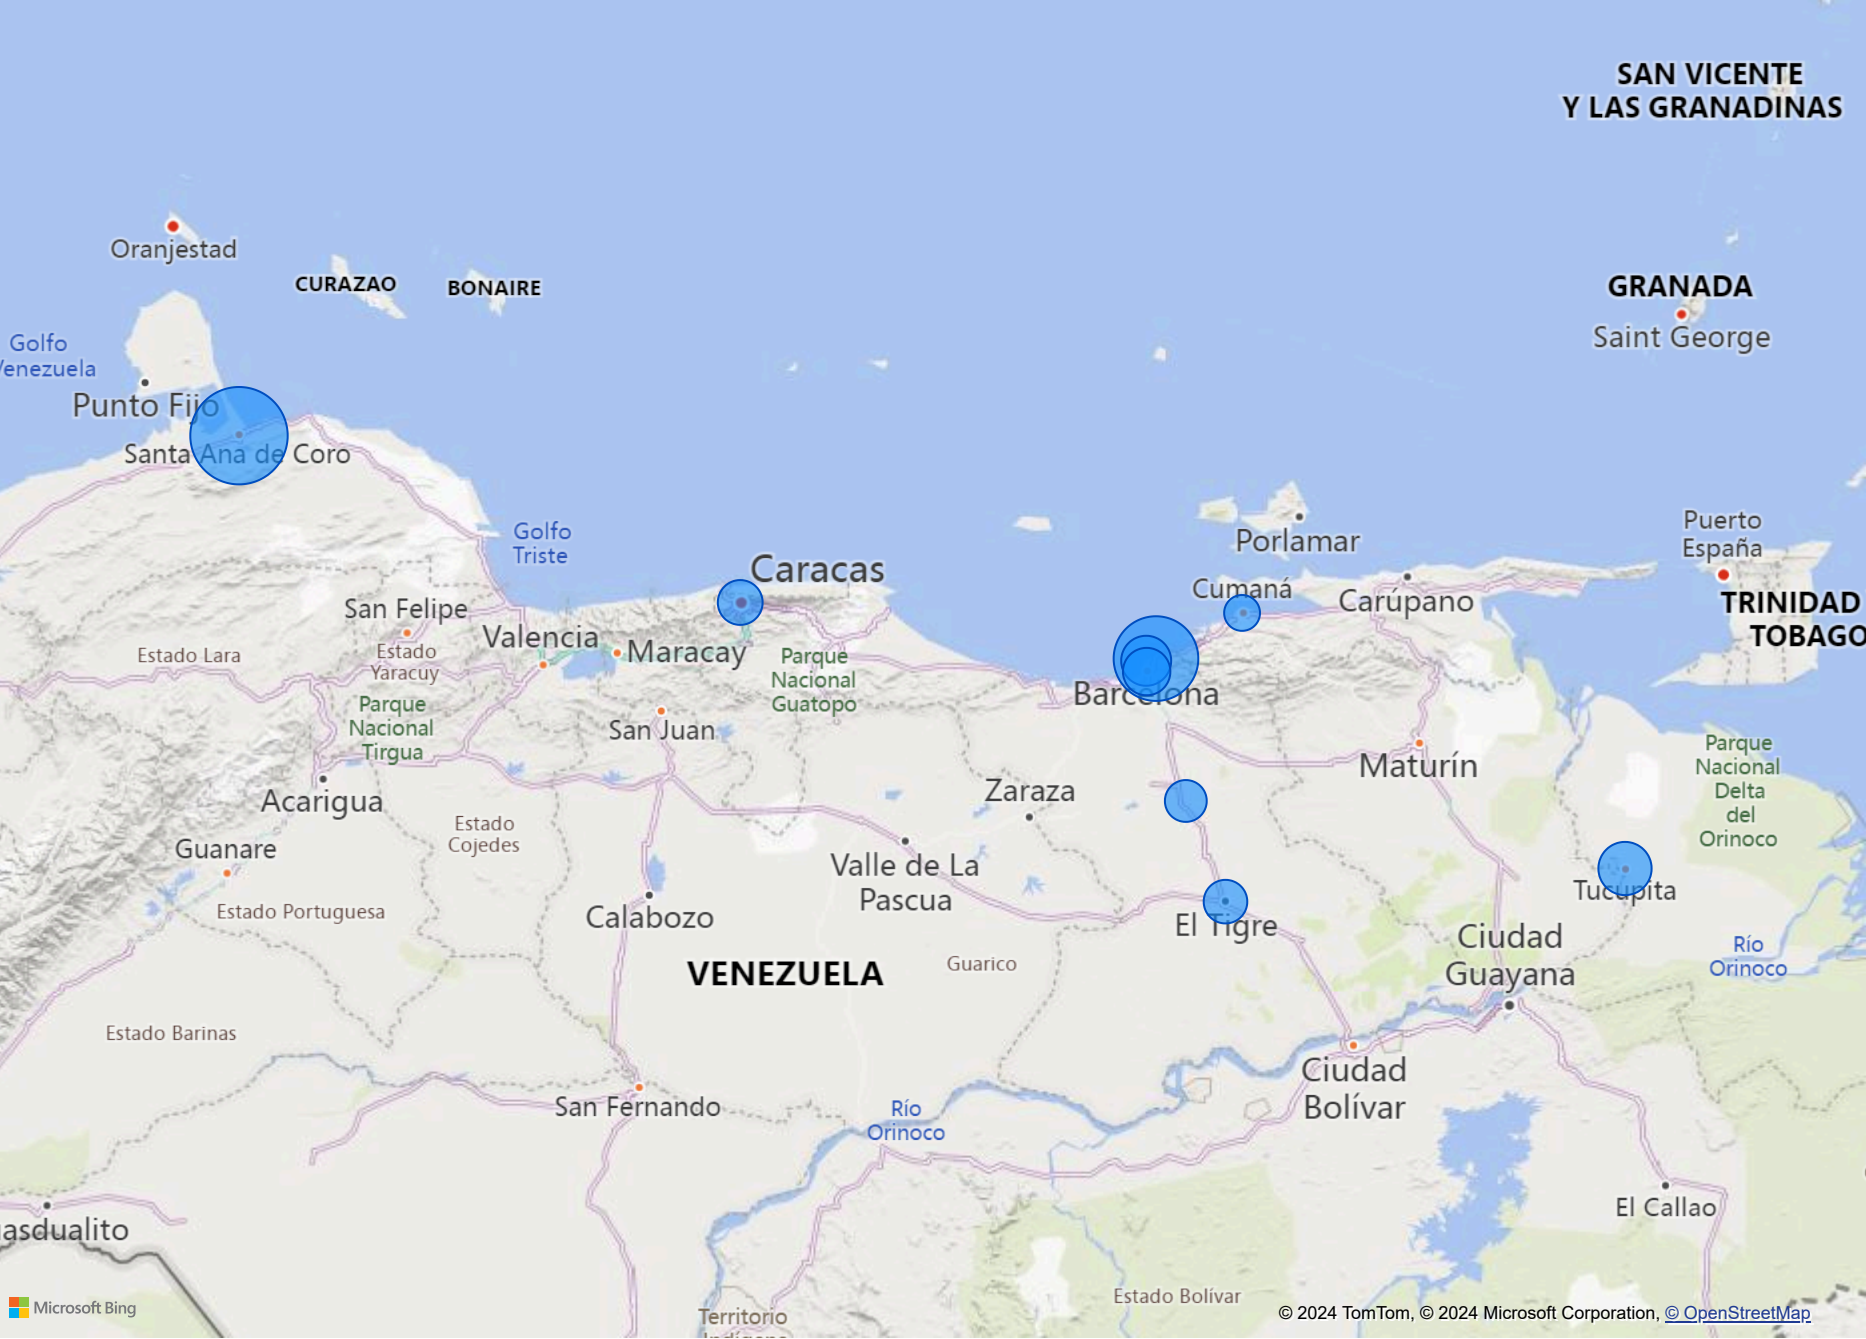 SAN VICENTE
Y LAS GRANADINAS
Oranjestad
CURAZAO
BONAIRE
GRANADA
Saint George
Golfo
Venezuela
Punto Fijo
Santa Ana de Coro
Golfo
Triste
Caracas
Porlamar
Puerto
España
Cumaná
Carúpano
TRINIDAD
TOBAGO
San Felipe
Valencia
Maracay
Estado Lara
Estado
Yaracuy
Parque
Nacional
Guatopo
Barcelona
Parque
Nacional
Tirgua
San Juan
Maturín
Parque
Nacional
Delta
del
Orinoco
Acarigua
Zaraza
Estado
Cojedes
Guanare
Valle de La
Pascua
Tucupita
Estado Portuguesa
Calabozo
El Tigre
Ciudad
Guayana
Río
Orinoco
VENEZUELA
Guarico
Estado Barinas
Ciudad
Bolívar
San Fernando
Río
Orinoco
asdualito
El Callao
Estado Bolívar
Territorio
Microsoft Bing
© 2024 TomTom, © 2024 Microsoft Corporation, © OpenStreetMap